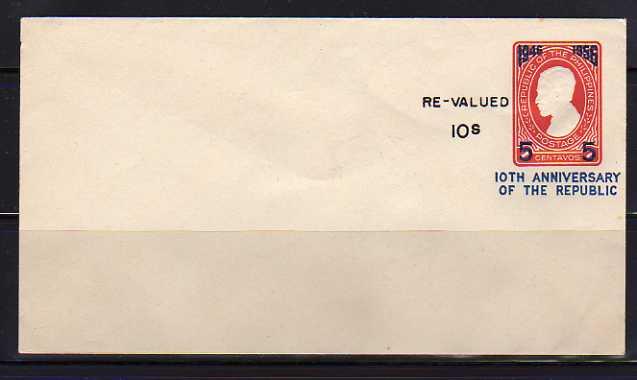 1946 1956
REPUBLIC OF THE PHILIPPINES
POSTAGE
5 5
CENTAVOS
RE-VALUED
10s
10TH ANNIVERSARY
OF THE REPUBLIC